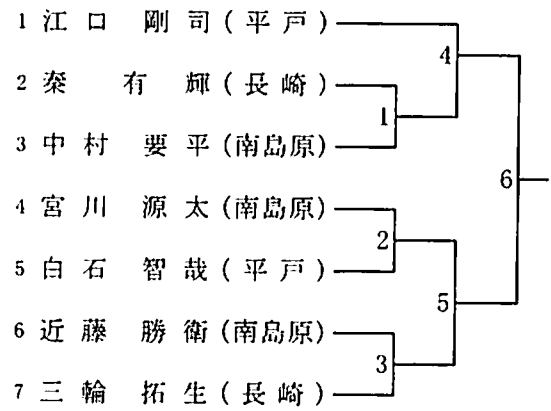 1 江口 剛司(平戸)
2 秦 有輝(長崎)
3 中村 要平(南島原)
4 宮川 源太(南島原)
5 白石 智哉(平戸)
6 近藤 勝衛(南島原)
7 三輪 拓生(長崎)
4
1
6
2
5
3